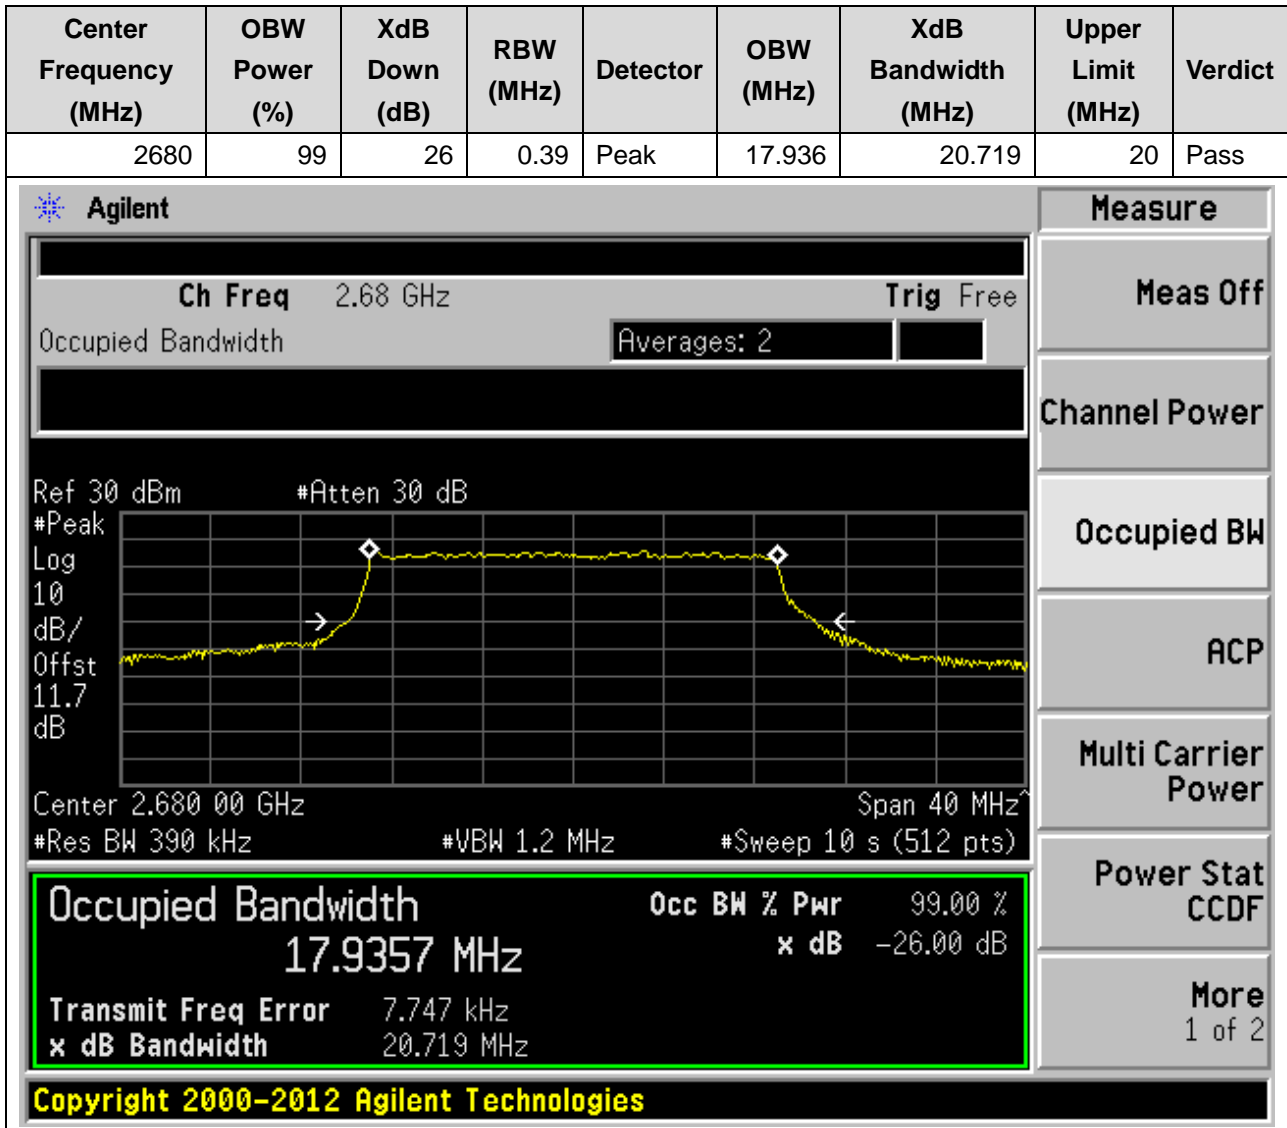 Center Frequency (MHz) OBW Power (%) XdB Down (dB) RBW (MHz) Detector OBW (MHz) XdB Bandwidth (MHz) Upper Limit (MHz) Verdict
2680 99 26 0.39 Peak 17.936 20.719 20 Pass
Agilent
Measure
Ch Freq 2.68 GHz Trig Free
Meas Off
Occupied Bandwidth Averages: 2
Channel Power
Ref 30 dBm #Atten 30 dB
#Peak
Log
10
dB/
Offst
11.7
dB
Occupied BW
ACP
Multi Carrier
Power
Center 2.680 00 GHz Span 40 MHz^
#Res BW 390 kHz #VBW 1.2 MHz #Sweep 10 s (512 pts)
Power Stat
CCDF
Occupied Bandwidth Occ BW % Pwr 99.00 %
17.9357 MHz x dB -26.00 dB
Transmit Freq Error 7.747 kHz
x dB Bandwidth 20.719 MHz
More
1 of 2
Copyright 2000-2012 Agilent Technologies